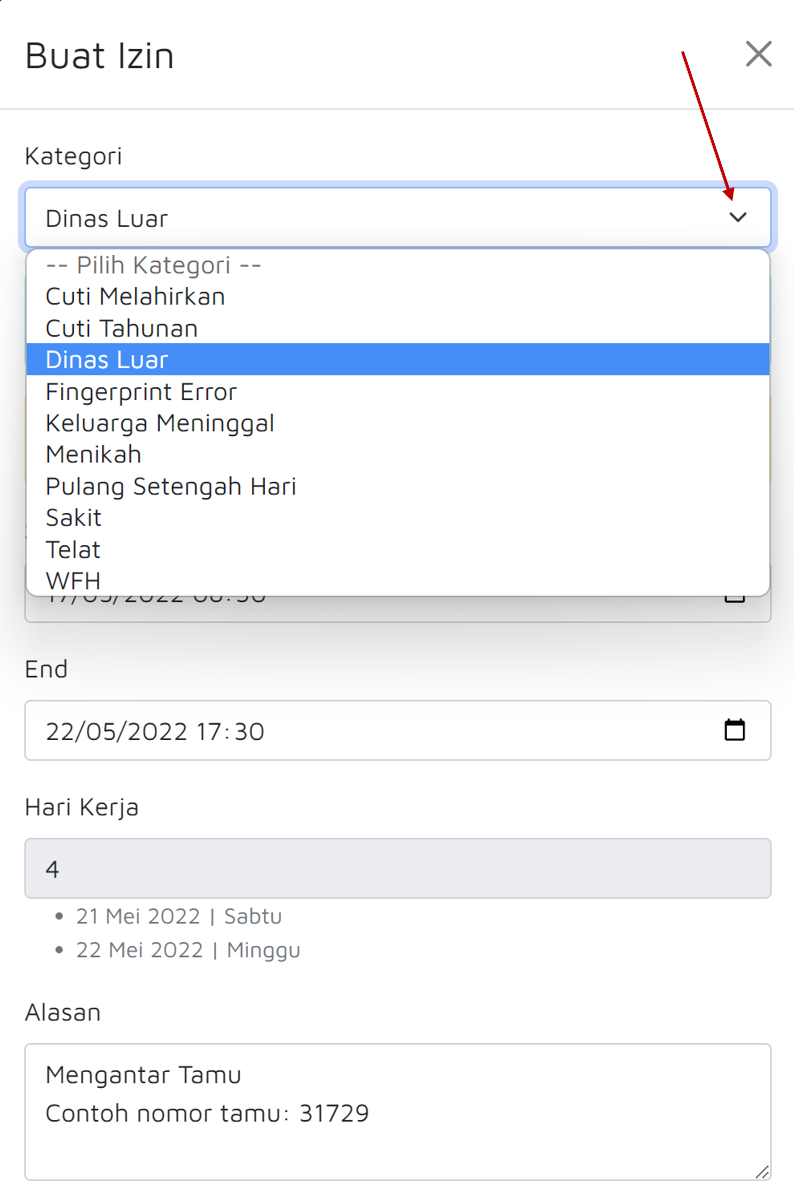 Buat Izin
Kategori
Dinas Luar
-- Pilih Kategori --
Cuti Melahirkan
Cuti Tahunan
Dinas Luar
Fingerprint Error
Keluarga Meninggal
Menikah
Pulang Setengah Hari
Sakit
Telat
WFH
End
22/05/2022 17:30
Hari Kerja
4
• 21 Mei 2022 | Sabtu
• 22 Mei 2022 | Minggu
Alasan
Mengantar Tamu
Contoh nomor tamu: 31729